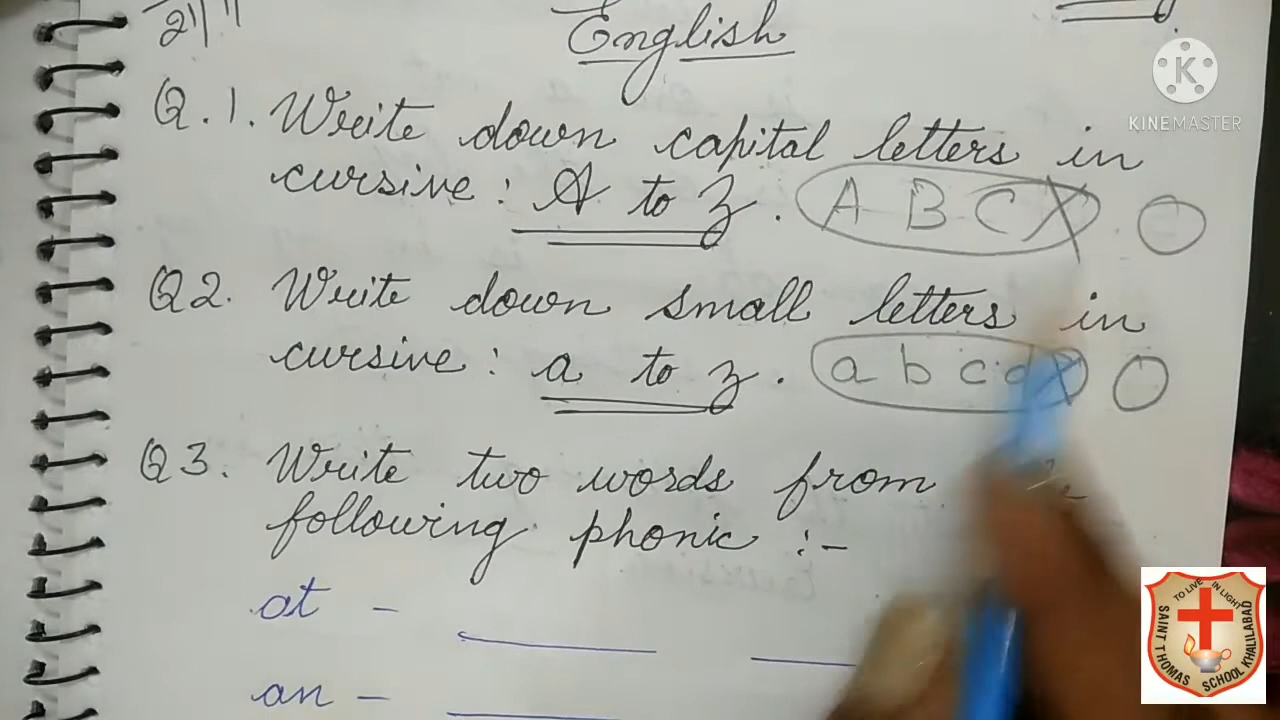 English
Q.1. Write down capital letters in
cursive : A to Z . A B C X
Q2. Write down small letters in
cursive : a to z . a b c d
Q3. Write two words from
following phonic :-
at -
an -
KINEMASTER
TO LIVE IN LIGHT
SAINT THOMAS SCHOOL KHALILABAD